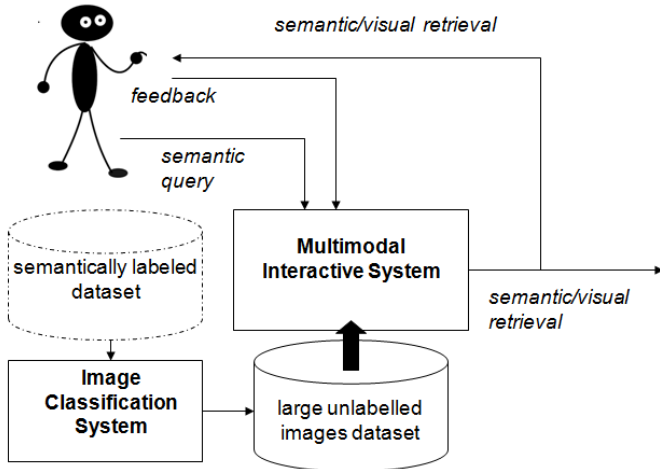 semantic/visual retrieval
feedback
semantic
query
Multimodal
Interactive System
semantically labeled
dataset
semantic/visual
retrieval
Image
Classification
System
large unlabelled
images dataset